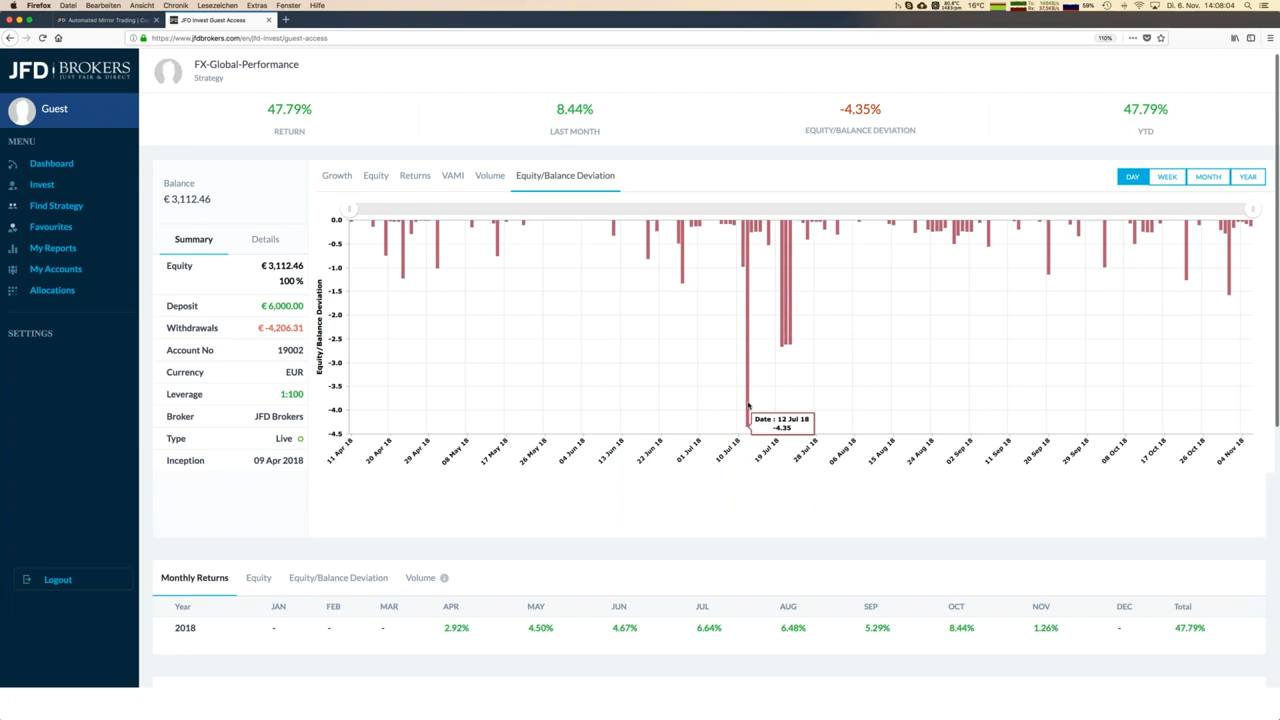 Firefox Datei Bearbeiten Ansicht Chronik Lesezeichen Extras Fenster Hilfe
16°C 59% Di. 6. Nov. 14:08:04
JFD Invest Guest Access
https://www.jfdbrokers.com/en/jfd-invest/guest-access 110%
JFD BROKERS
JUST FAIR & DIRECT
Guest
MENU
Dashboard
Invest
Find Strategy
Favourites
My Reports
My Accounts
Allocations
SETTINGS
Logout
FX-Global-Performance
Strategy
47.79% 8.44% -4.35% 47.79%
RETURN LAST MONTH EQUITY/BALANCE DEVIATION YTD
Balance
€ 3,112.46
Summary Details
Equity € 3,112.46
100 %
Deposit € 6,000.00
Withdrawals € -4,206.31
Account No 19002
Currency EUR
Leverage 1:100
Broker JFD Brokers
Type Live
Inception 09 Apr 2018
Growth Equity Returns VAMI Volume Equity/Balance Deviation
DAY WEEK MONTH YEAR
Equity/Balance Deviation
0.0
-0.5
-1.0
-1.5
-2.0
-2.5
-3.0
-3.5
-4.0
-4.5
Date : 12 Jul 18
-4.35
11 Apr 18 20 Apr 18 29 Apr 18 08 May 18 17 May 18 26 May 18 04 Jun 18 13 Jun 18 22 Jun 18 01 Jul 18 10 Jul 18 19 Jul 18 28 Jul 18 06 Aug 18 15 Aug 18 24 Aug 18 02 Sep 18 11 Sep 18 20 Sep 18 29 Sep 18 08 Oct 18 17 Oct 18 26 Oct 18 04 Nov 18
Monthly Returns Equity Equity/Balance Deviation Volume
Year JAN FEB MAR APR MAY JUN JUL AUG SEP OCT NOV DEC Total
2018 - - - 2.92% 4.50% 4.67% 6.64% 6.48% 5.29% 8.44% 1.26% - 47.79%